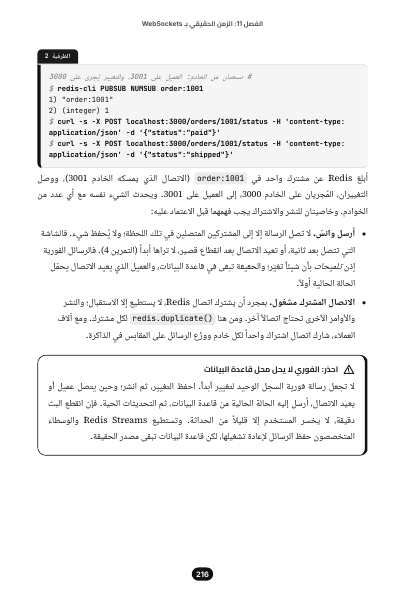 الفصل 11: الزمن الحقيقي بـ WebSockets
الطرفية 2
# نسختان من الخادم: العميل على 3001، والتغيير يُجرى على 3000
$ redis-cli PUBSUB NUMSUB order:1001
1) "order:1001"
2) (integer) 1
$ curl -s -X POST localhost:3000/orders/1001/status -H 'content-type:
application/json' -d '{"status":"paid"}'
$ curl -s -X POST localhost:3000/orders/1001/status -H 'content-type:
application/json' -d '{"status":"shipped"}'
أبلغ Redis عن مشترك واحد في order:1001 (الاتصال الذي يمسكه الخادم 3001)، ووصل
التغييران، المُجريان على الخادم 3000، إلى العميل على 3001. ويحدث الشيء نفسه مع أي عدد من
الخوادم. وخاصيتان للنشر والاشتراك يجب فهمهما قبل الاعتماد عليه:
• أرسل وانسَ. لا تصل الرسالة إلا إلى المشتركين المتصلين في تلك اللحظة؛ ولا يُحفظ شيء. فالشاشة
التي تتصل بعد ثانية، أو تعيد الاتصال بعد انقطاع قصير، لا تراها أبداً (التمرين 4). فالرسائل الفورية
إذن تلميحات بأن شيئاً تغيّر؛ والحقيقة تبقى في قاعدة البيانات، والعميل الذي يعيد الاتصال يحمّل
الحالة الحالية أولاً.
• الاتصال المشترك مشغول. بمجرد أن يشترك اتصال Redis، لا يستطيع إلا الاستقبال؛ والنشر
والأوامر الأخرى تحتاج اتصالاً آخر. ومن هنا redis.duplicate() لكل مشترك. ومع آلاف
العملاء، شارك اتصال اشتراك واحداً لكل خادم ووزّع الرسائل على المقابس في الذاكرة.
احذر: الفوري لا يحل محل قاعدة البيانات
لا تجعل رسالة فورية السجل الوحيد لتغيير أبداً. احفظ التغيير، ثم انشر؛ وحين يتصل عميل أو
يعيد الاتصال، أرسل إليه الحالة الحالية من قاعدة البيانات، ثم التحديثات الحية. فإن انقطع البث
دقيقة، لا يخسر المستخدم إلا قليلاً من الحداثة. وتستطيع Redis Streams والوسطاء
المتخصصون حفظ الرسائل لإعادة تشغيلها، لكن قاعدة البيانات تبقى مصدر الحقيقة.
216